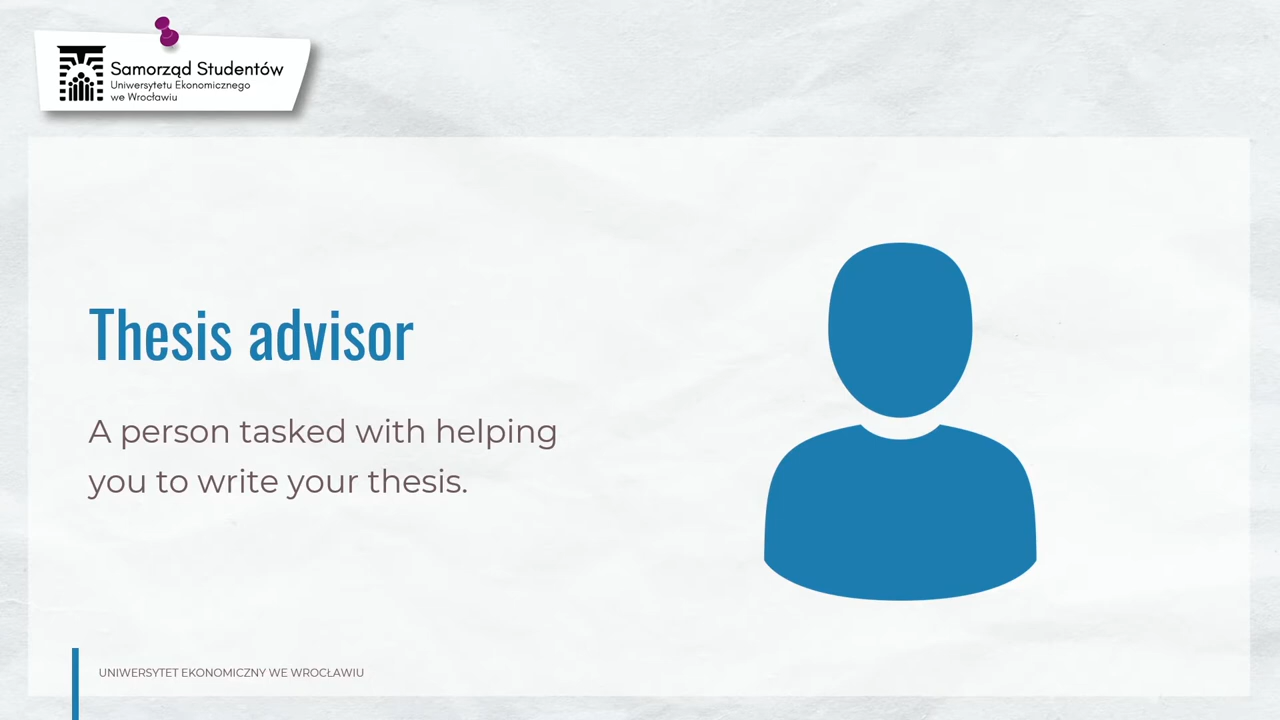 Samorząd Studentów
Uniwersytetu Ekonomicznego
we Wrocławiu
Thesis advisor
A person tasked with helping
you to write your thesis.
UNIWERSYTET EKONOMICZNY WE WROCŁAWIU